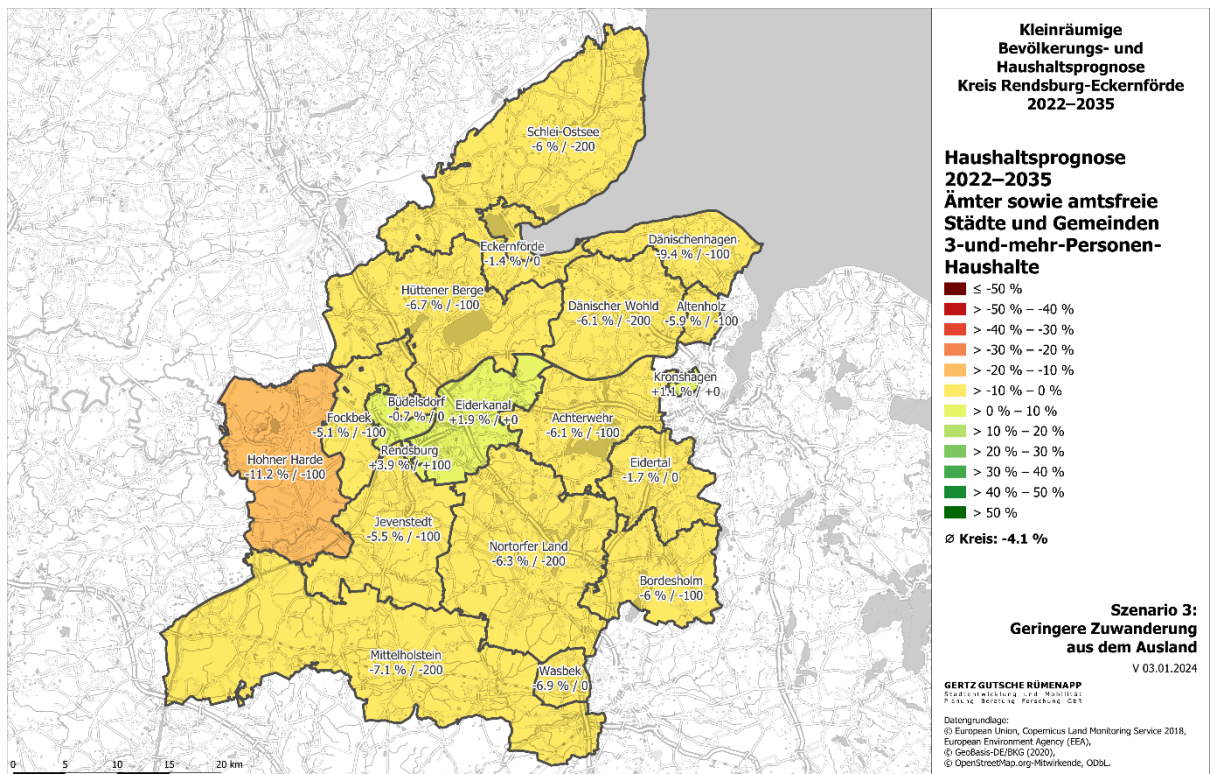 Schlei-Ostsee
-6 % / -200
Eckernförde
-1.4 % / 0
Dänischenhagen
-9.4 % / -100
Hüttener Berge
-6.7 % / -100
Dänischer Wohld
-6.1 % / -200
Altenholz
-5.9 % / -100
Kronshagen
+1.1 % / +0
Büdelsdorf
-0.7 % / 0
Eiderkanal
+1.9 % / +0
Fockbek
-5.1 % / -100
Achterwehr
-6.1 % / -100
Hohner Harde
-11.2 % / -100
Rendsburg
+3.9 % / +100
Eidertal
-1.7 % / 0
Jevenstedt
-5.5 % / -100
Nortorfer Land
-6.3 % / -200
Bordesholm
-6 % / -100
Mittelholstein
-7.1 % / -200
Wasbek
-6.9 % / 0
0 5 10 15 20 km
Kleinräumige
Bevölkerungs- und
Haushaltsprognose
Kreis Rendsburg-Eckernförde
2022–2035
Haushaltsprognose
2022–2035
Ämter sowie amtsfreie
Städte und Gemeinden
3-und-mehr-Personen-
Haushalte
≤ -50 %
> -50 % – -40 %
> -40 % – -30 %
> -30 % – -20 %
> -20 % – -10 %
> -10 % – 0 %
> 0 % – 10 %
> 10 % – 20 %
> 20 % – 30 %
> 30 % – 40 %
> 40 % – 50 %
> 50 %
⌀ Kreis: -4.1 %
Szenario 3:
Geringere Zuwanderung
aus dem Ausland
V 03.01.2024
GERTZ GUTSCHE RÜMENAPP
Stadtentwicklung und Mobilität
Planung Beratung Forschung GbR
Datengrundlage:
© European Union, Copernicus Land Monitoring Service 2018,
European Environment Agency (EEA),
© GeoBasis-DE/BKG (2020),
© OpenStreetMap.org-Mitwirkende, ODbL.